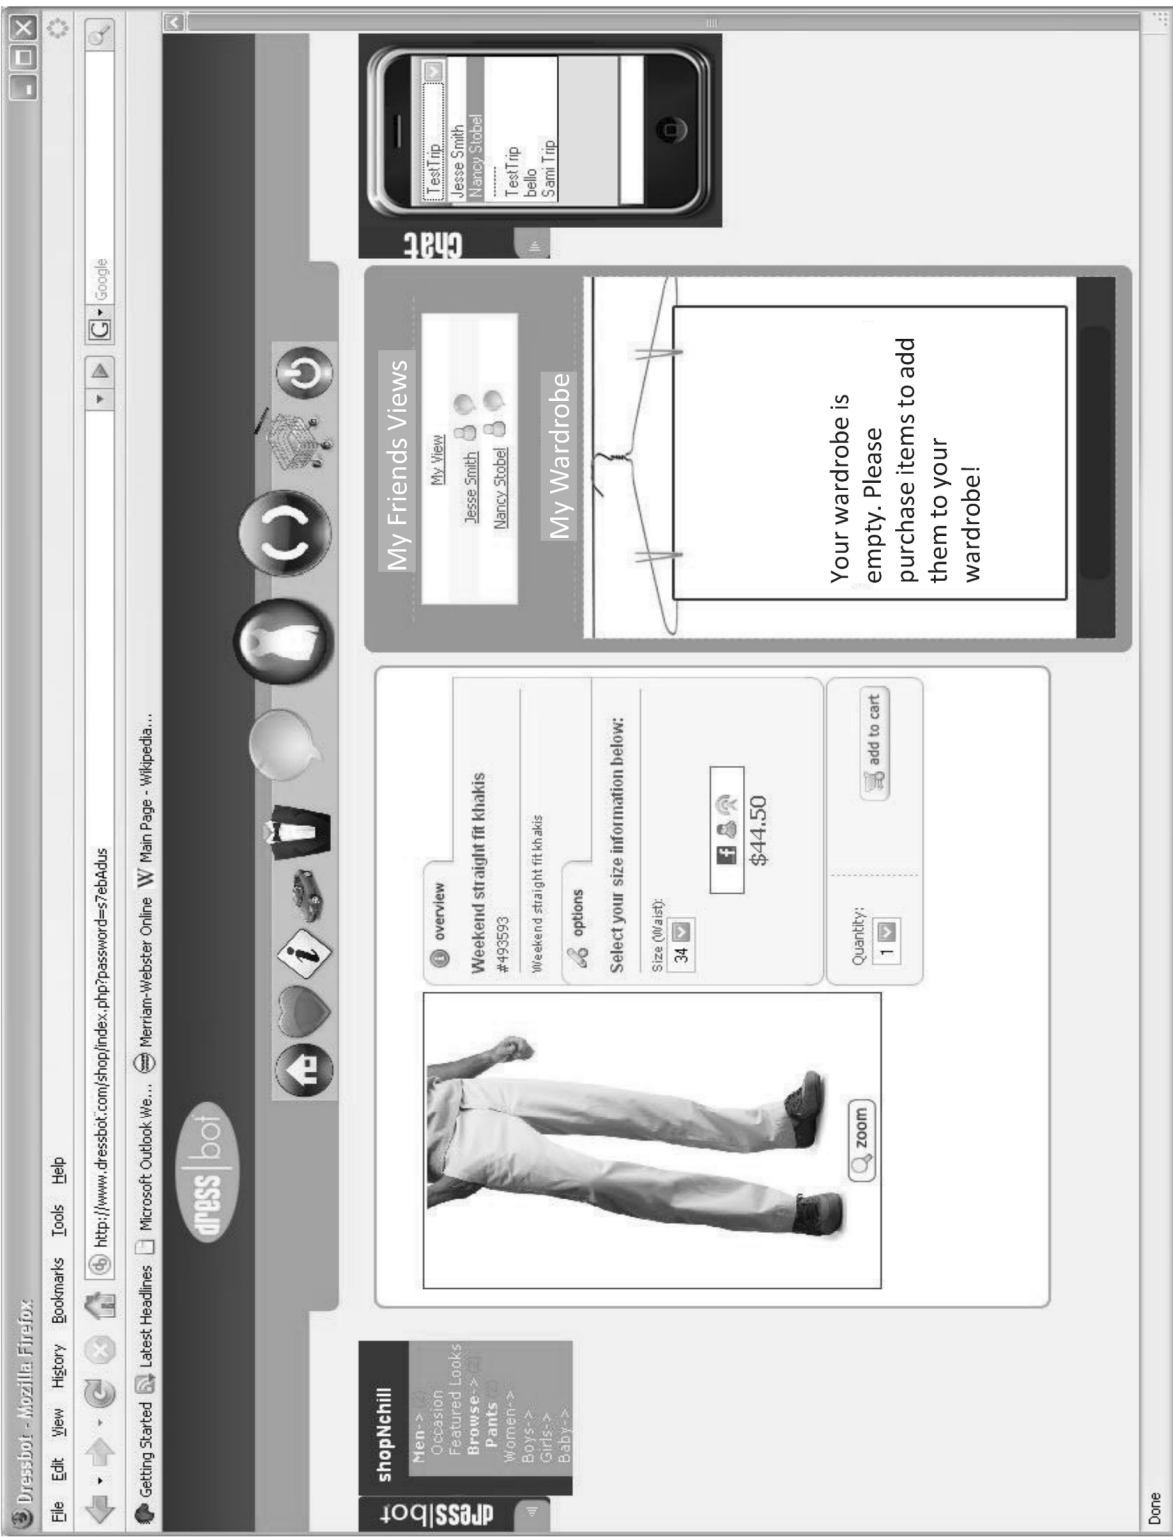 Dressbot - Mozilla Firefox
File Edit View History Bookmarks Tools Help
http://www.dressbot.com/shop/index.php?password=s7ebAdus
G Google
Getting Started Latest Headlines Microsoft Outlook We... Merriam-Webster Online W Main Page - Wikipedia...
dress|bot
dress|bot
shopNchill
Men->
Occasion
Featured Looks
Browse->
Pants
Women->
Boys->
Girls->
Baby->
zoom
overview
Weekend straight fit khakis
#493593
Weekend straight fit khakis
options
Select your size information below:
Size (Waist):
34
f
$44.50
Quantity:
1
add to cart
My Friends Views
My View
Jesse Smith
Nancy Stobel
My Wardrobe
Your wardrobe is
empty. Please
purchase items to add
them to your
wardrobe!
Chat
TestTrip
Jesse Smith
Nancy Stobel
--------
TestTrip
bello
Sami Trip
Done